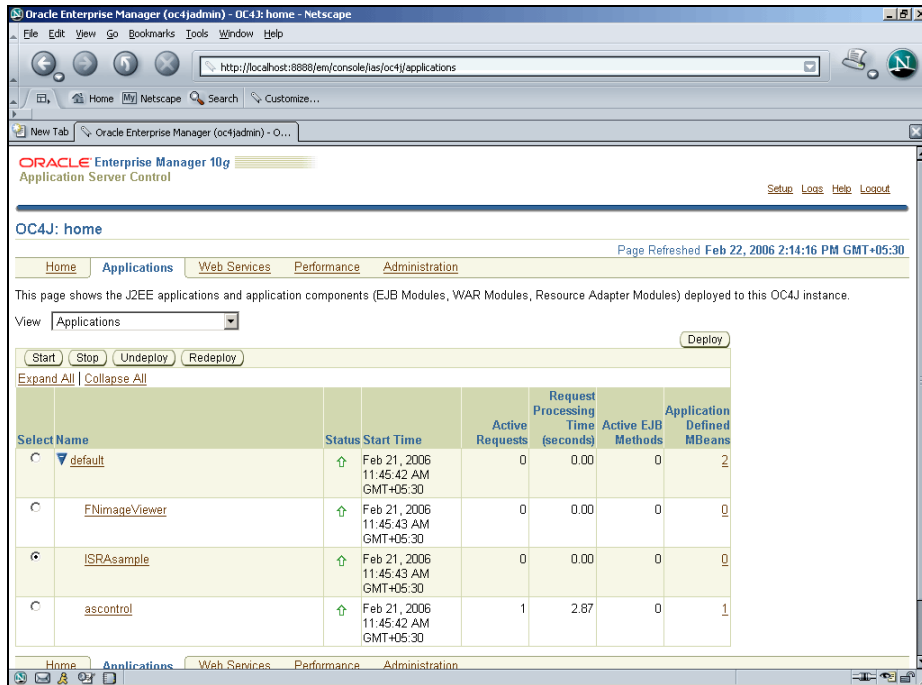 Oracle Enterprise Manager (oc4jadmin) - OC4J: home - Netscape
File Edit View Go Bookmarks Tools Window Help
http://localhost:8888/em/console/ias/oc4j/applications
Home My Netscape Search Customize...
New Tab Oracle Enterprise Manager (oc4jadmin) - O...
ORACLE Enterprise Manager 10g
Application Server Control
Setup Logs Help Logout
OC4J: home
Page Refreshed Feb 22, 2006 2:14:16 PM GMT+05:30
Home Applications Web Services Performance Administration
This page shows the J2EE applications and application components (EJB Modules, WAR Modules, Resource Adapter Modules) deployed to this OC4J instance.
View Applications
Deploy
Start Stop Undeploy Redeploy
Expand All | Collapse All
Select Name Status Start Time Active Requests Request Processing Time (seconds) Active EJB Methods Application Defined MBeans
default Feb 21, 2006 11:45:42 AM GMT+05:30 0 0.00 0 2
FNimageViewer Feb 21, 2006 11:45:43 AM GMT+05:30 0 0.00 0 0
ISRAsample Feb 21, 2006 11:45:43 AM GMT+05:30 0 0.00 0 0
ascontrol Feb 21, 2006 11:45:42 AM GMT+05:30 1 2.87 0 1
Home Applications Web Services Performance Administration